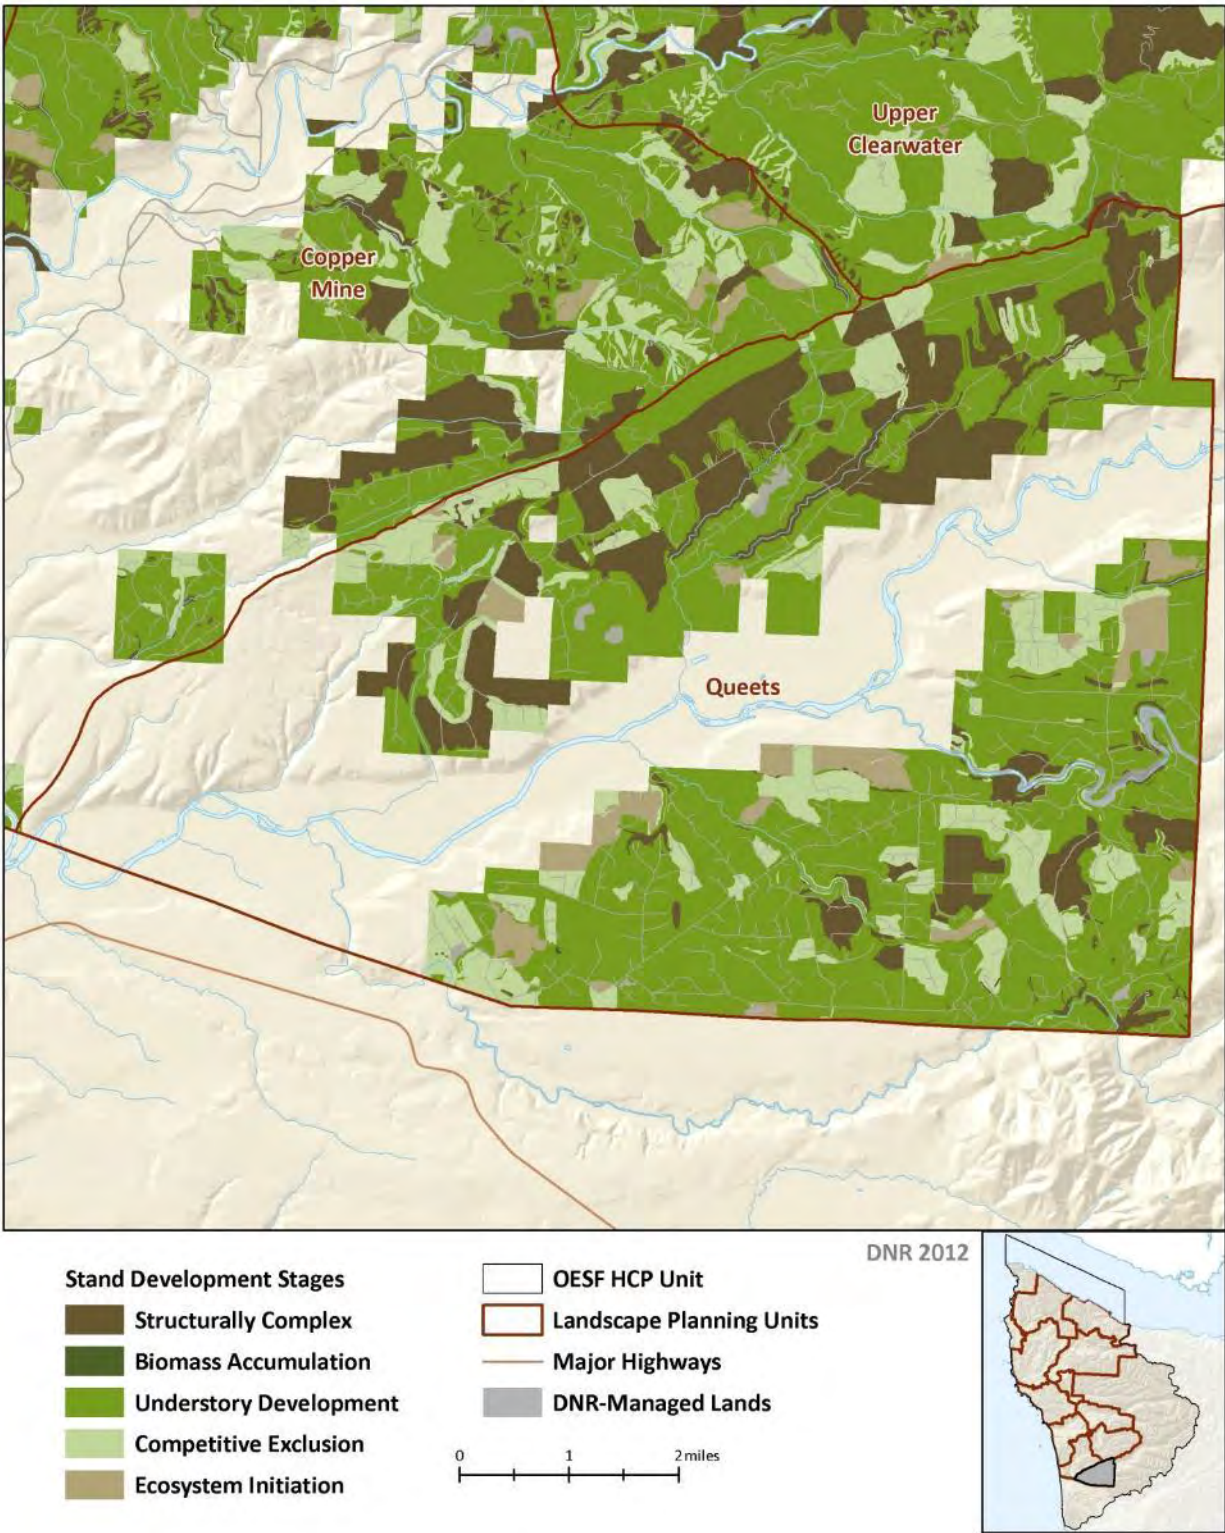 Upper
Clearwater
Copper
Mine
Queets
DNR 2012
Stand Development Stages
Structurally Complex
Biomass Accumulation
Understory Development
Competitive Exclusion
Ecosystem Initiation
OESF HCP Unit
Landscape Planning Units
Major Highways
DNR-Managed Lands
0 1 2 miles